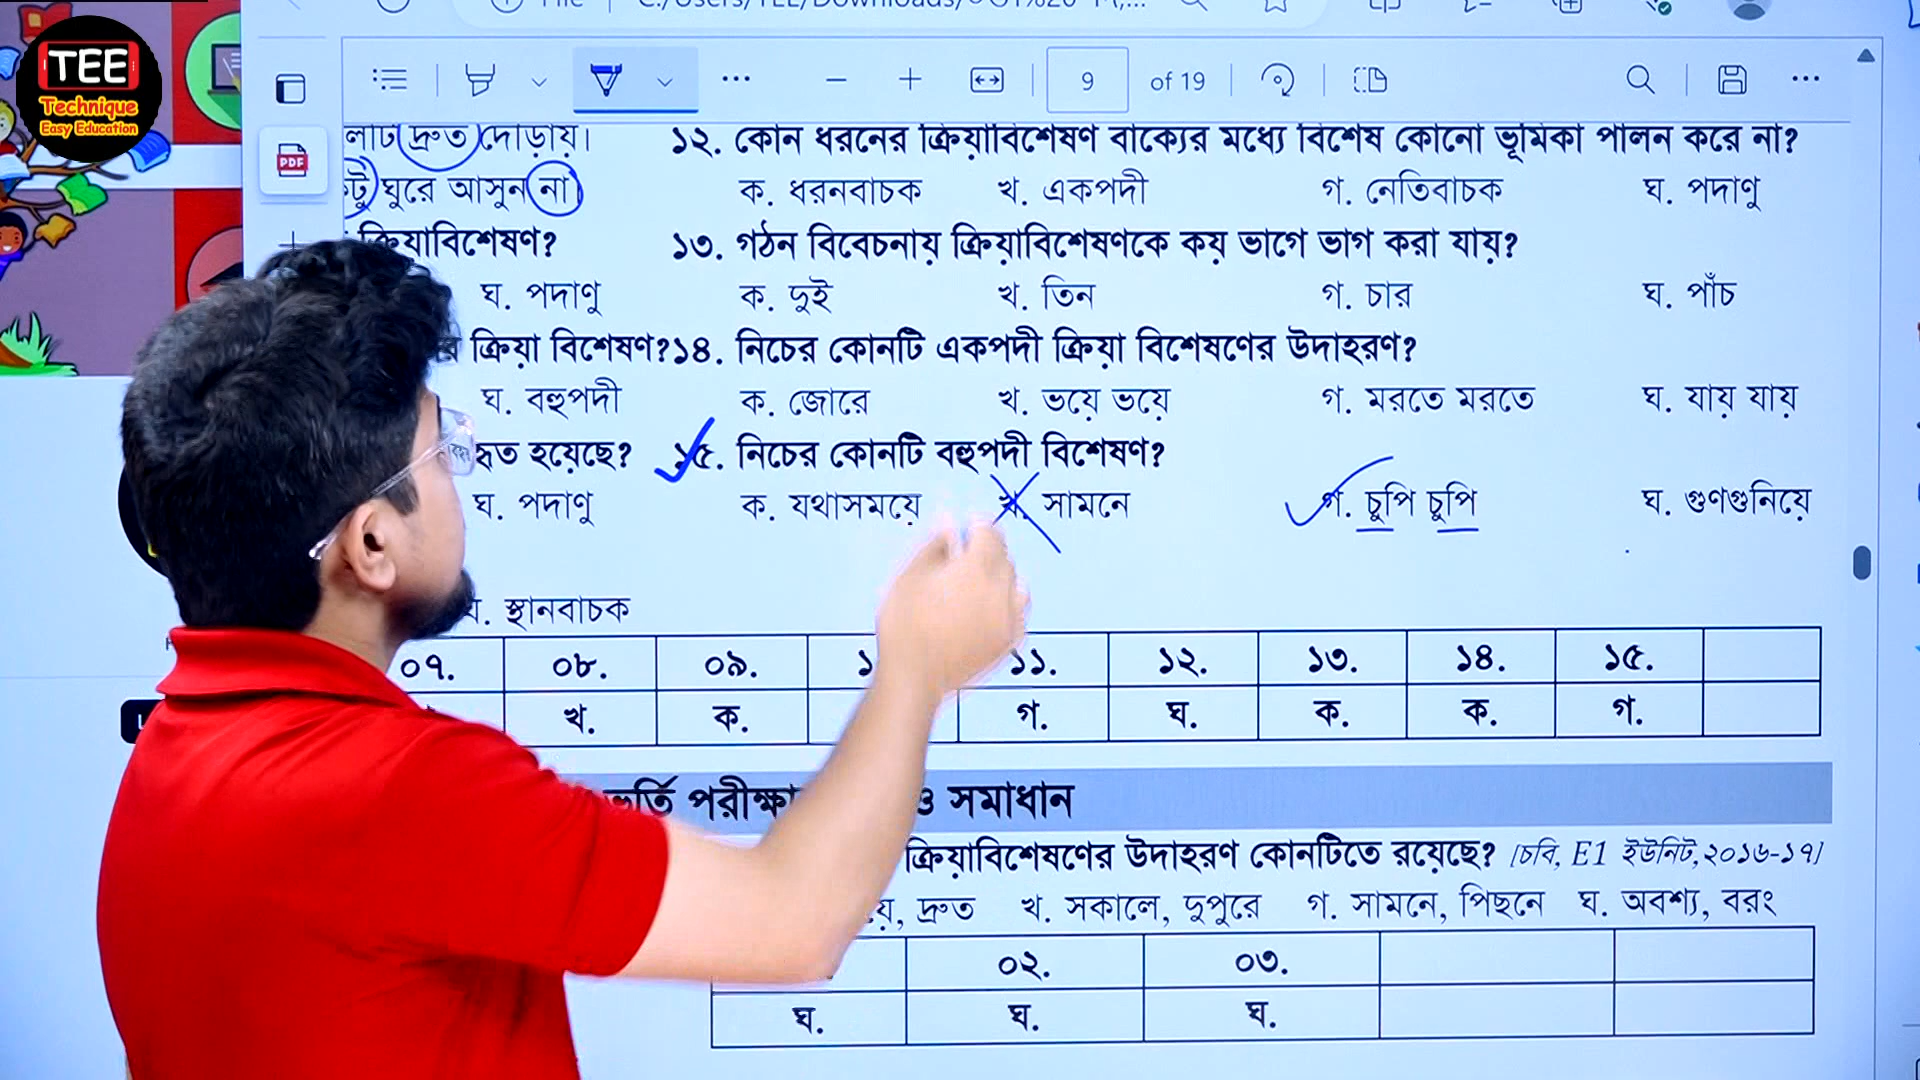 TEE
Technique
Easy Education
PDF
9 of 19
দ্রুত দৌড়ায়।
ঘুরে আসুন না
ক্রিয়াবিশেষণ?
ঘ. পদাণু
ক্রিয়া বিশেষণ?
ঘ. বহুপদী
হয়েছে?
ঘ. পদাণু
স্থানবাচক
১২. কোন ধরনের ক্রিয়াবিশেষণ বাক্যের মধ্যে বিশেষ কোনো ভূমিকা পালন করে না?
ক. ধরনবাচক খ. একপদী গ. নেতিবাচক ঘ. পদাণু
১৩. গঠন বিবেচনায় ক্রিয়াবিশেষণকে কয় ভাগে ভাগ করা যায়?
ক. দুই খ. তিন গ. চার ঘ. পাঁচ
১৪. নিচের কোনটি একপদী ক্রিয়া বিশেষণের উদাহরণ?
ক. জোরে খ. ভয়ে ভয়ে গ. মরতে মরতে ঘ. যায় যায়
১৫. নিচের কোনটি বহুপদী বিশেষণ?
ক. যথাসময়ে খ. সামনে গ. চুপি চুপি ঘ. গুণগুনিয়ে
০৭. ০৮. ০৯. ১১. ১২. ১৩. ১৪. ১৫.
খ. ক. গ. ঘ. ক. ক. গ.
ভর্তি পরীক্ষা ও সমাধান
ক্রিয়াবিশেষণের উদাহরণ কোনটিতে রয়েছে? [চবি, E1 ইউনিট,২০১৬-১৭]
দ্রুত খ. সকালে, দুপুরে গ. সামনে, পিছনে ঘ. অবশ্য, বরং
০২. ০৩.
ঘ. ঘ. ঘ.